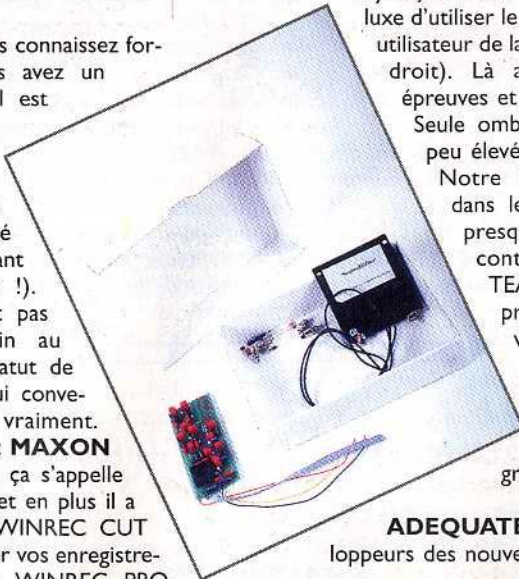 s connaissez for-
s avez un
l est
é
ant
!).
t pas
in au
atut de
ui conve-
vraiment.
MAXON
ça s'appelle
et en plus il a
WINREC CUT
er vos enregistre-
WINREC PRO
luxe d'utiliser le
utilisateur de la
droit). Là a
épreuves et
Seule omb
peu élevé
Notre
dans le
presq
cont
TEA
pr
v
gr
ADEQUATE
loppeurs des nouve